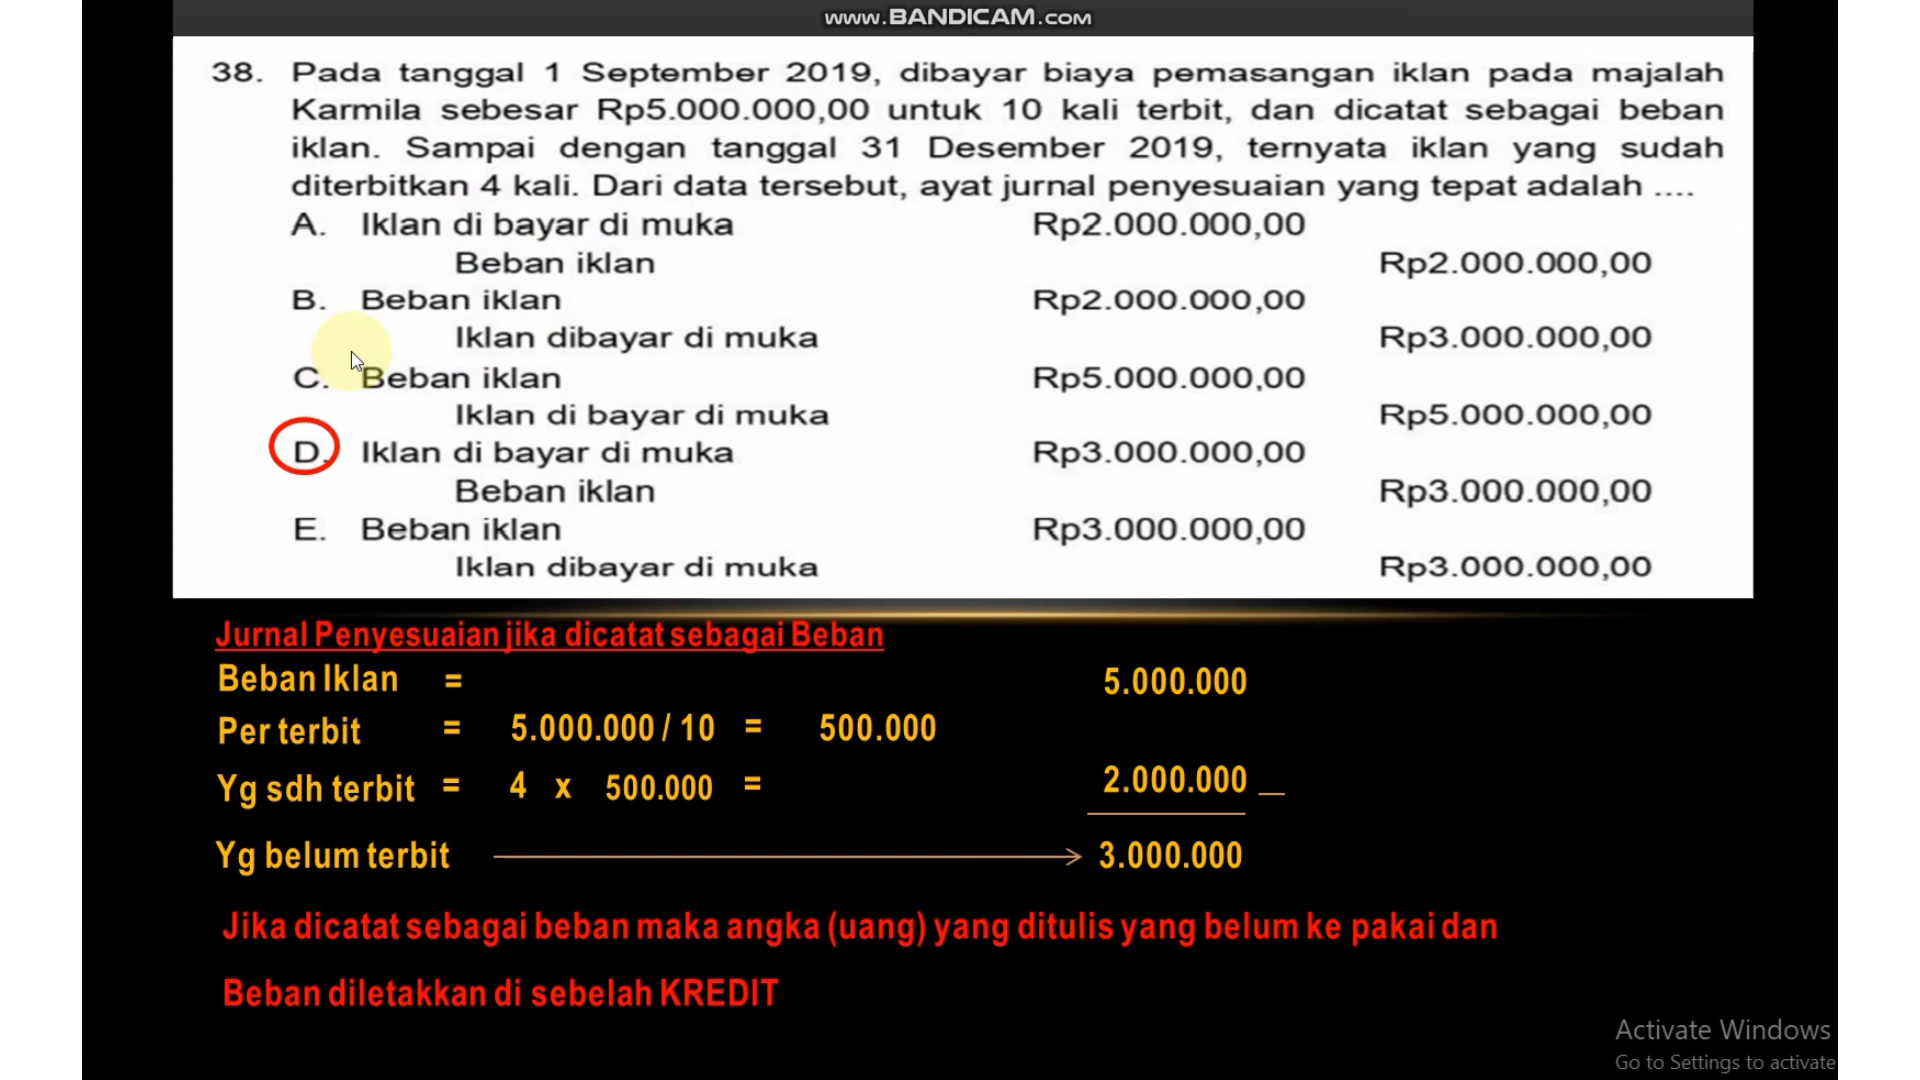 www.BANDICAM.com
38. Pada tanggal 1 September 2019, dibayar biaya pemasangan iklan pada majalah
Karmila sebesar Rp5.000.000,00 untuk 10 kali terbit, dan dicatat sebagai beban
iklan. Sampai dengan tanggal 31 Desember 2019, ternyata iklan yang sudah
diterbitkan 4 kali. Dari data tersebut, ayat jurnal penyesuaian yang tepat adalah ....
A. Iklan di bayar di muka Rp2.000.000,00
Beban iklan Rp2.000.000,00
B. Beban iklan Rp2.000.000,00
Iklan dibayar di muka Rp3.000.000,00
C. Beban iklan Rp5.000.000,00
Iklan di bayar di muka Rp5.000.000,00
D. Iklan di bayar di muka Rp3.000.000,00
Beban iklan Rp3.000.000,00
E. Beban iklan Rp3.000.000,00
Iklan dibayar di muka Rp3.000.000,00
Jurnal Penyesuaian jika dicatat sebagai Beban
Beban Iklan = 5.000.000
Per terbit = 5.000.000 / 10 = 500.000
Yg sdh terbit = 4 x 500.000 = 2.000.000 _
Yg belum terbit 3.000.000
Jika dicatat sebagai beban maka angka (uang) yang ditulis yang belum ke pakai dan
Beban diletakkan di sebelah KREDIT
Activate Windows
Go to Settings to activate